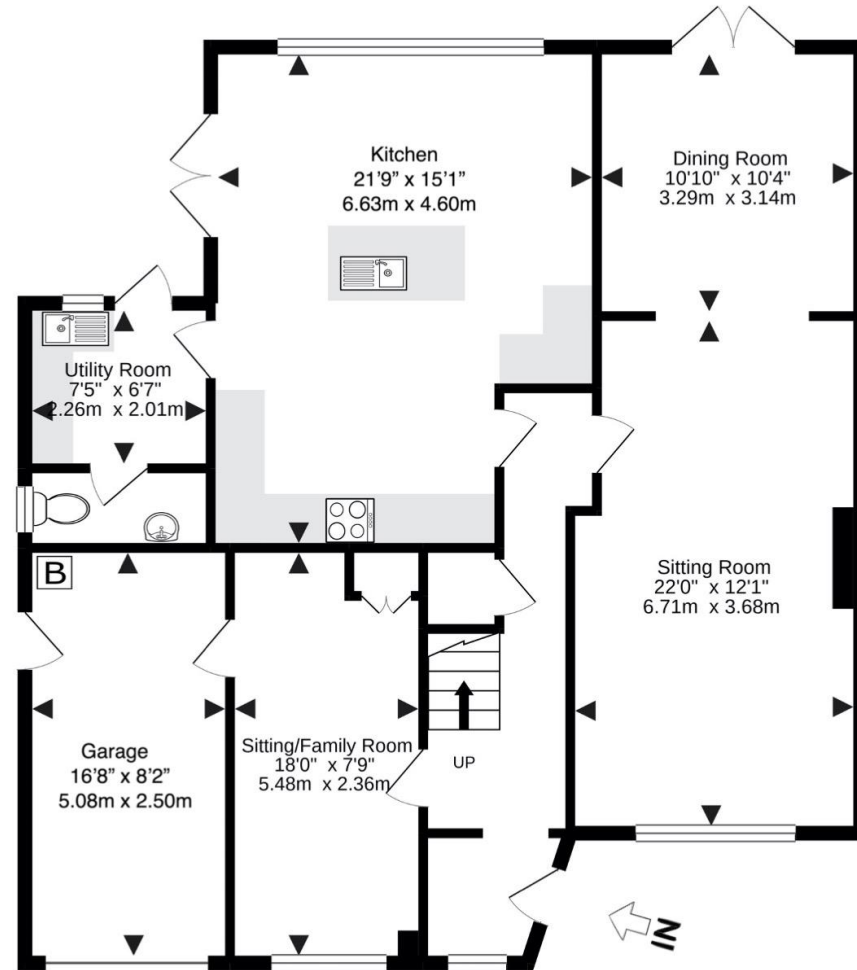 Kitchen
21'9” x 15'1”
6.63m x 4.60m
Dining Room
10'10" x 10'4"
3.29m x 3.14m
Utility Room
7'5" x 6'7"
2.26m x 2.01m
B
Sitting Room
22'0" x 12'1"
6.71m x 3.68m
Garage
16'8” x 8'2”
5.08m x 2.50m
Sitting/Family Room
18'0" x 7'9"
5.48m x 2.36m
UP
IN